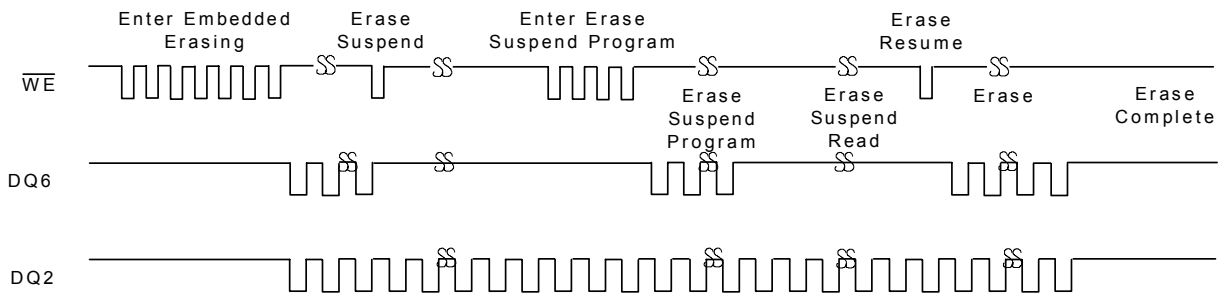 Enter Embedded
Erasing
Erase
Suspend
Enter Erase
Suspend Program
Erase
Resume
WE
Erase
Suspend
Program
Erase
Suspend
Read
Erase
Erase
Complete
DQ6
DQ2